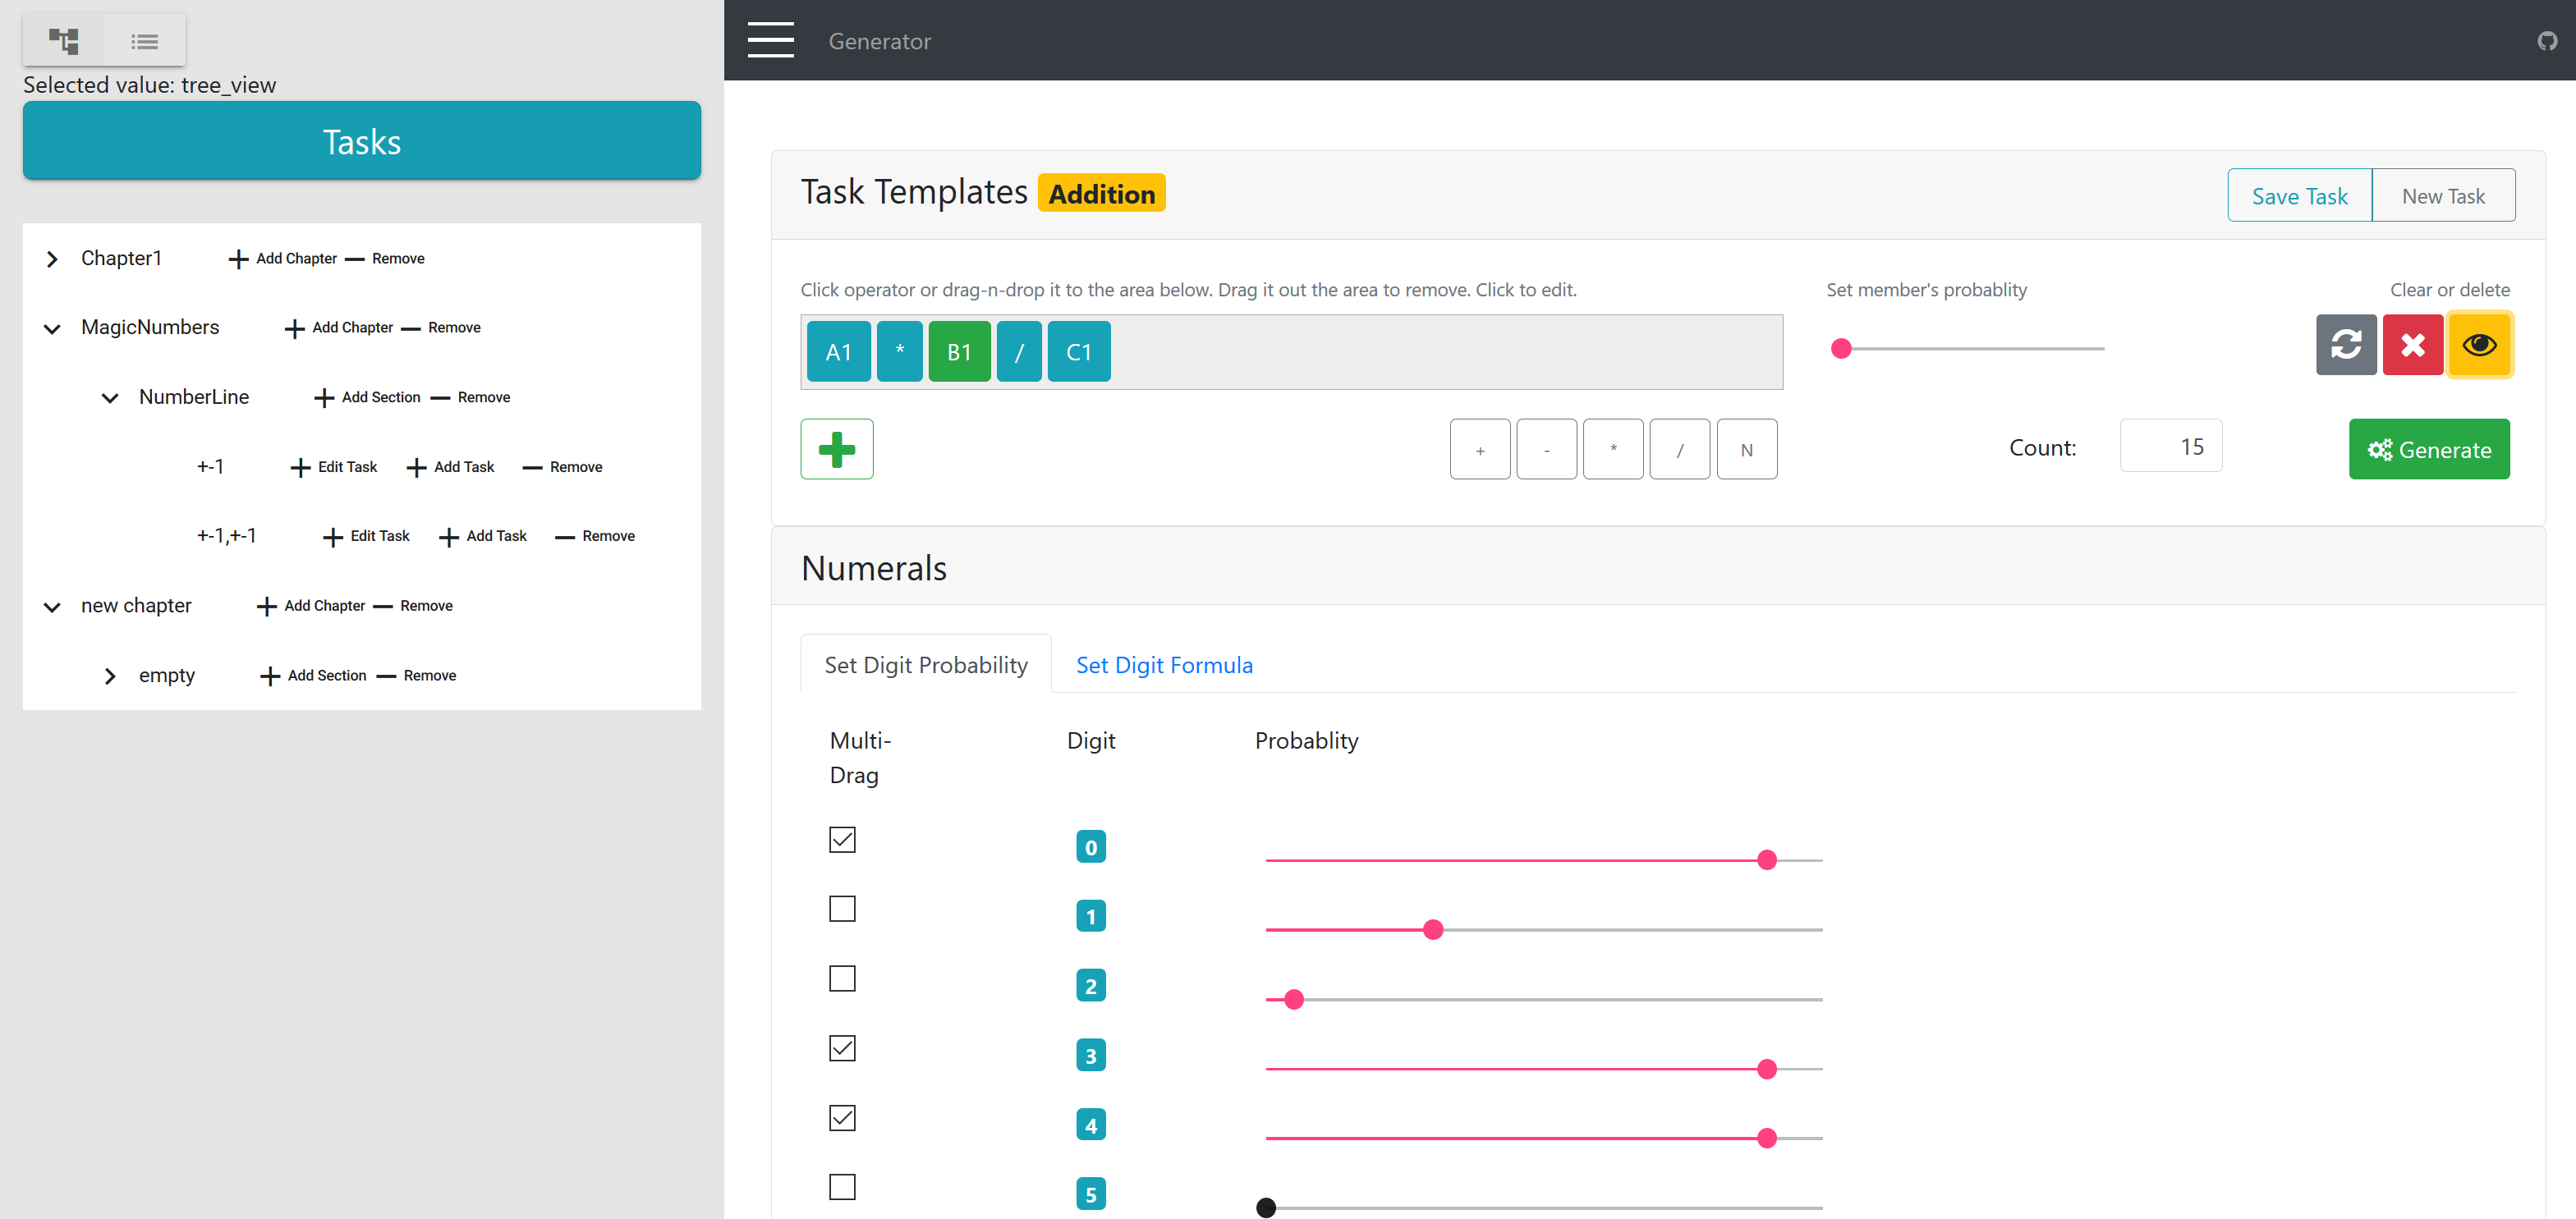 Selected value: tree_view
Tasks
Chapter1 Add Chapter Remove
MagicNumbers Add Chapter Remove
NumberLine Add Section Remove
+-1 Edit Task Add Task Remove
+-1,+-1 Edit Task Add Task Remove
new chapter Add Chapter Remove
empty Add Section Remove
Generator
Task Templates Addition
Save Task New Task
Click operator or drag-n-drop it to the area below. Drag it out the area to remove. Click to edit.
Set member's probablity
Clear or delete
A1 * B1 / C1
+ - * / N
Count: 15
Generate
Numerals
Set Digit Probability Set Digit Formula
Multi-
Drag
Digit
Probablity
0
1
2
3
4
5